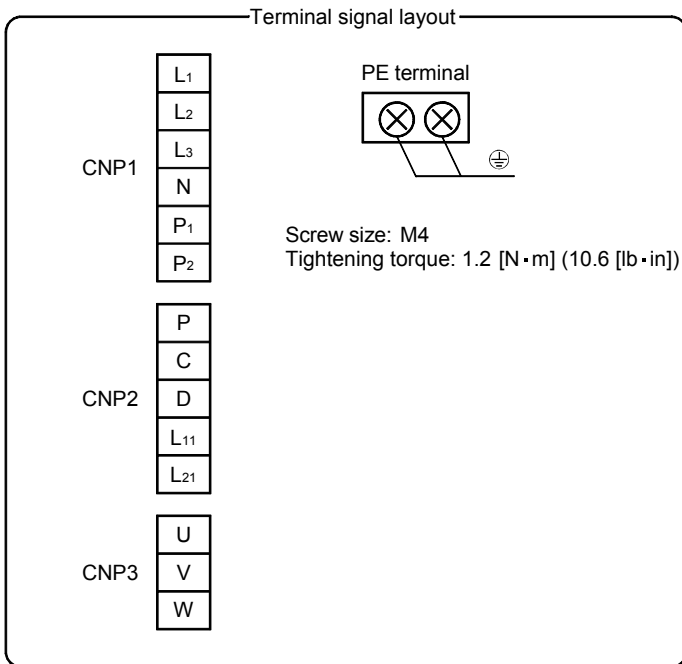 Terminal signal layout
CNP1
L1
L2
L3
N
P1
P2
PE terminal
Screw size: M4
Tightening torque: 1.2 [N▪m] (10.6 [lb▪in])
CNP2
P
C
D
L11
L21
CNP3
U
V
W